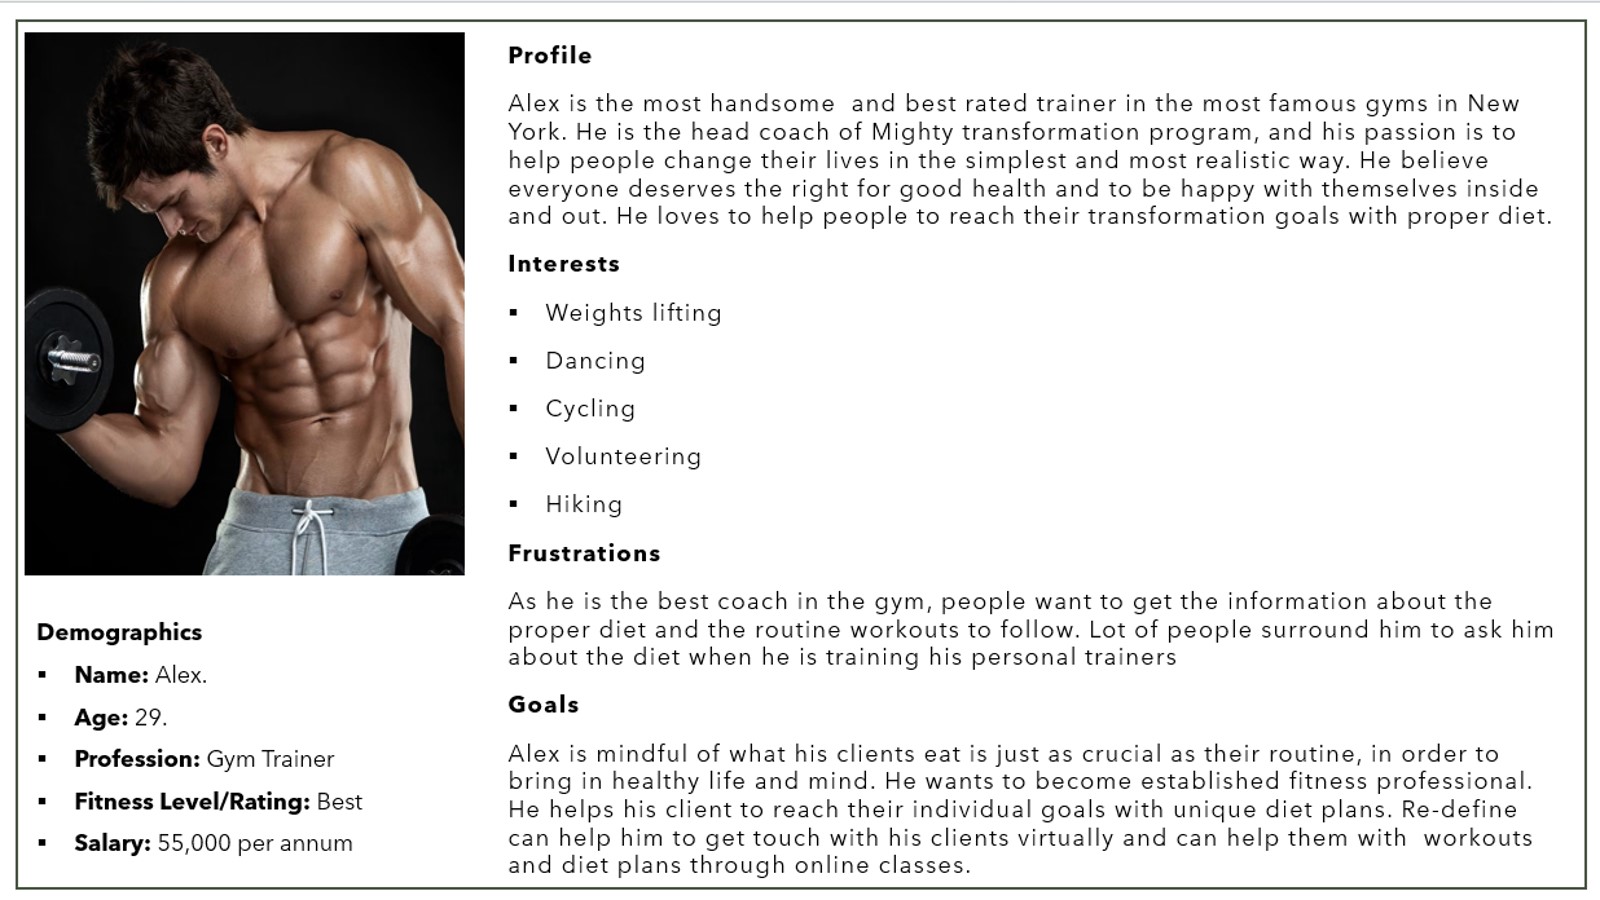 Profile
Alex is the most handsome  and best rated trainer in the most famous gyms in New
York. He is the head coach of Mighty transformation program, and his passion is to
help people change their lives in the simplest and most realistic way. He believe
everyone deserves the right for good health and to be happy with themselves inside
and out. He loves to help people to reach their transformation goals with proper diet.
Interests
▪ Weights lifting
▪ Dancing
▪ Cycling
▪ Volunteering
▪ Hiking
Frustrations
As he is the best coach in the gym, people want to get the information about the
proper diet and the routine workouts to follow. Lot of people surround him to ask him
about the diet when he is training his personal trainers
Goals
Alex is mindful of what his clients eat is just as crucial as their routine, in order to
bring in healthy life and mind. He wants to become established fitness professional.
He helps his client to reach their individual goals with unique diet plans. Re-define
can help him to get touch with his clients virtually and can help them with  workouts
and diet plans through online classes.
Demographics
▪ Name: Alex.
▪ Age: 29.
▪ Profession: Gym Trainer
▪ Fitness Level/Rating: Best
▪ Salary: 55,000 per annum